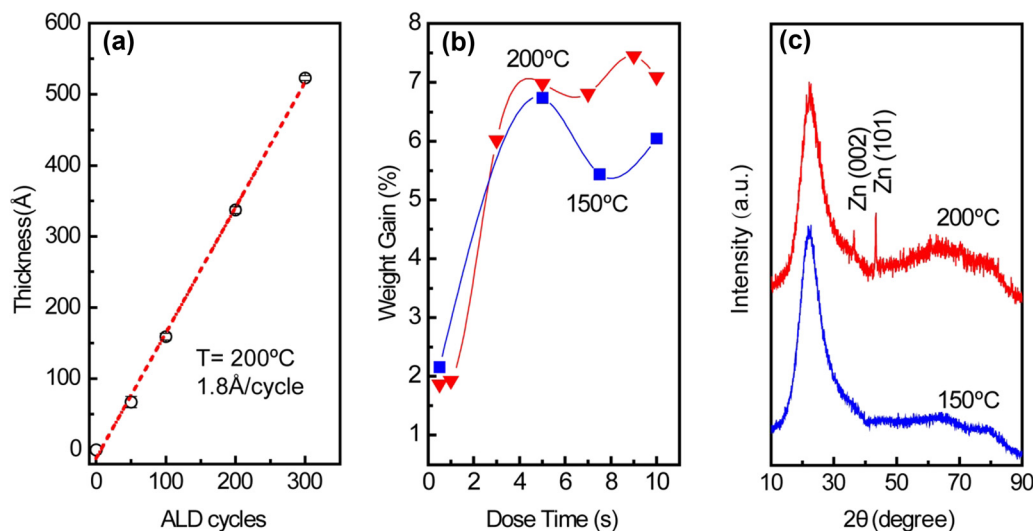 (a)
600
500
400
300
200
100
0
Thickness(Å)
T= 200ºC
1.8Å/cycle
0 100 200 300
ALD cycles
(b)
8
7
6
5
4
3
2
1
Weight Gain (%)
200ºC
150ºC
0 2 4 6 8 10
Dose Time (s)
(c)
Intensity (a.u.)
Zn (002)
Zn (101)
200ºC
150ºC
10 30 50 70 90
2θ (degree)